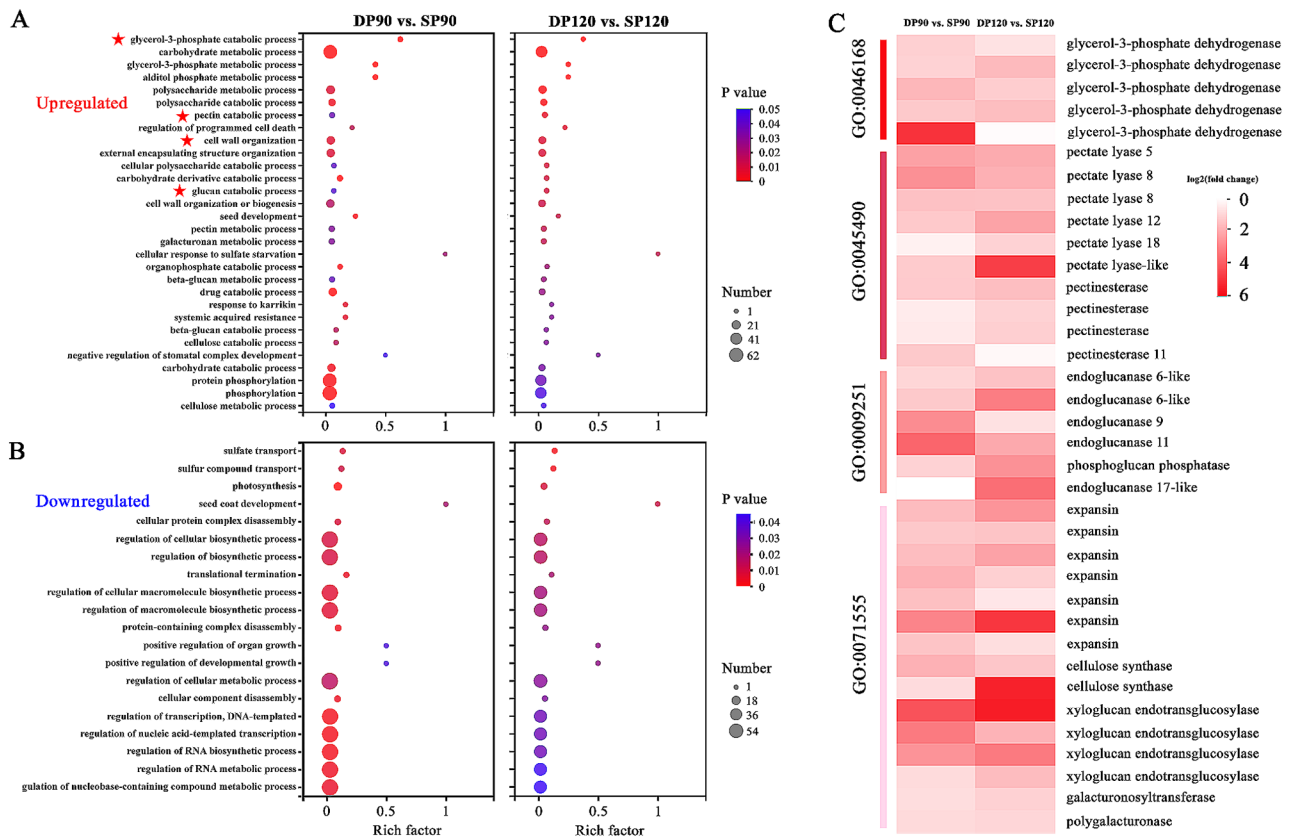 A
DP90 vs. SP90
DP120 vs. SP120
Upregulated
glycerol-3-phosphate catabolic process
carbohydrate metabolic process
glycerol-3-phosphate metabolic process
alditol phosphate metabolic process
polysaccharide metabolic process
polysaccharide catabolic process
pectin catabolic process
regulation of programmed cell death
cell wall organization
external encapsulating structure organization
cellular polysaccharide catabolic process
carbohydrate derivative catabolic process
glucan catabolic process
cell wall organization or biogenesis
seed development
pectin metabolic process
galacturonan metabolic process
cellular response to sulfate starvation
organophosphate catabolic process
beta-glucan metabolic process
drug catabolic process
response to karrikin
systemic acquired resistance
beta-glucan catabolic process
cellulose catabolic process
negative regulation of stomatal complex development
carbohydrate catabolic process
protein phosphorylation
phosphorylation
cellulose metabolic process
0 0.5 1
0 0.5 1
P value
0.05
0.04
0.03
0.02
0.01
0
Number
1
21
41
62
B
Downregulated
sulfate transport
sulfur compound transport
photosynthesis
seed coat development
cellular protein complex disassembly
regulation of cellular biosynthetic process
regulation of biosynthetic process
translational termination
regulation of cellular macromolecule biosynthetic process
regulation of macromolecule biosynthetic process
protein-containing complex disassembly
positive regulation of organ growth
positive regulation of developmental growth
regulation of cellular metabolic process
cellular component disassembly
regulation of transcription, DNA-templated
regulation of nucleic acid-templated transcription
regulation of RNA biosynthetic process
regulation of RNA metabolic process
gulation of nucleobase-containing compound metabolic process
0 0.5 1
0 0.5 1
Rich factor
Rich factor
P value
0.04
0.03
0.02
0.01
0
Number
1
18
36
54
C
DP90 vs. SP90
DP120 vs. SP120
GO:0046168
GO:0045490
GO:0009251
GO:0071555
glycerol-3-phosphate dehydrogenase
glycerol-3-phosphate dehydrogenase
glycerol-3-phosphate dehydrogenase
glycerol-3-phosphate dehydrogenase
glycerol-3-phosphate dehydrogenase
pectate lyase 5
pectate lyase 8
pectate lyase 8
pectate lyase 12
pectate lyase 18
pectate lyase-like
pectinesterase
pectinesterase
pectinesterase
pectinesterase 11
endoglucanase 6-like
endoglucanase 6-like
endoglucanase 9
endoglucanase 11
phosphoglucan phosphatase
endoglucanase 17-like
expansin
expansin
expansin
expansin
expansin
expansin
expansin
cellulose synthase
cellulose synthase
xyloglucan endotransglucosylase
xyloglucan endotransglucosylase
xyloglucan endotransglucosylase
xyloglucan endotransglucosylase
galacturonosyltransferase
polygalacturonase
log2(fold change)
0
2
4
6